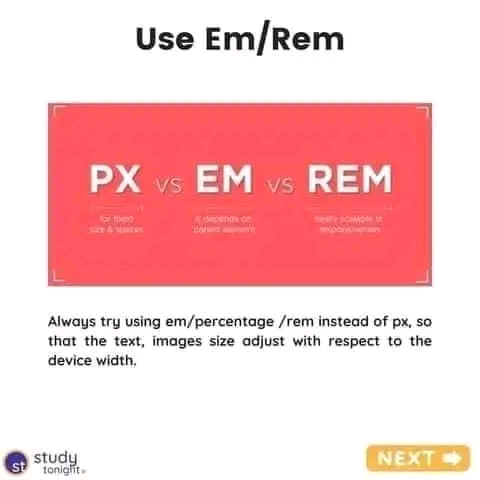 Use Em/Rem
PX vs EM vs REM
for fixed
size & spaces
it depends on
parent element
easily scalable in
responsiveness
Always try using em/percentage /rem instead of px, so
that the text, images size adjust with respect to the
device width.
st
study
tonight
NEXT